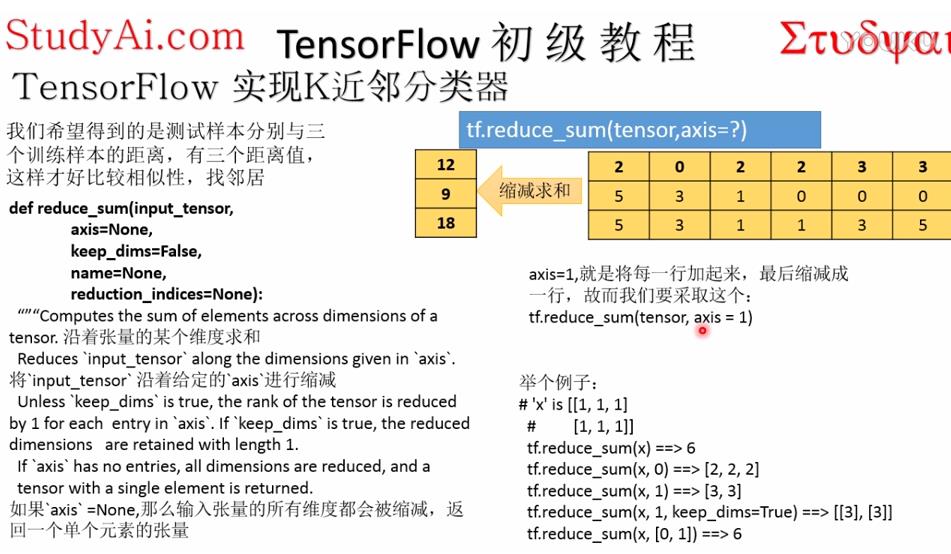 StudyAi.com
TensorFlow 初级教程
Στυδψαι
TensorFlow 实现K近邻分类器
我们希望得到的是测试样本分别与三
个训练样本的距离，有三个距离值，
这样才好比较相似性，找邻居
def reduce_sum(input_tensor,
axis=None,
keep_dims=False,
name=None,
reduction_indices=None):
“””“Computes the sum of elements across dimensions of a
tensor. 沿着张量的某个维度求和
Reduces `input_tensor` along the dimensions given in `axis`.
将`input_tensor` 沿着给定的`axis`进行缩减
Unless `keep_dims` is true, the rank of the tensor is reduced
by 1 for each entry in `axis`. If `keep_dims` is true, the reduced
dimensions are retained with length 1.
If `axis` has no entries, all dimensions are reduced, and a
tensor with a single element is returned.
如果`axis` =None,那么输入张量的所有维度都会被缩减，返
回一个单个元素的张量
tf.reduce_sum(tensor,axis=?)
12
9
18
缩减求和
2 0 2 2 3 3
5 3 1 0 0 0
5 3 1 1 3 5
axis=1,就是将每一行加起来，最后缩减成
一行，故而我们要采取这个：
tf.reduce_sum(tensor, axis = 1)
举个例子：
# 'x' is [[1, 1, 1]
# [1, 1, 1]]
tf.reduce_sum(x) ==> 6
tf.reduce_sum(x, 0) ==> [2, 2, 2]
tf.reduce_sum(x, 1) ==> [3, 3]
tf.reduce_sum(x, 1, keep_dims=True) ==> [[3], [3]]
tf.reduce_sum(x, [0, 1]) ==> 6